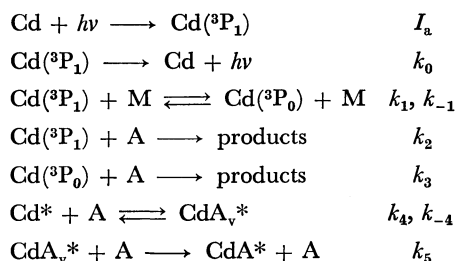 Cd + hν ⟶ Cd(³P₁) Iₐ
Cd(³P₁) ⟶ Cd + hν k₀
Cd(³P₁) + M ⇌ Cd(³P₀) + M k₁, k₋₁
Cd(³P₁) + A ⟶ products k₂
Cd(³P₀) + A ⟶ products k₃
Cd* + A ⇌ CdAᵥ* k₄, k₋₄
CdAᵥ* + A ⟶ CdA* + A k₅